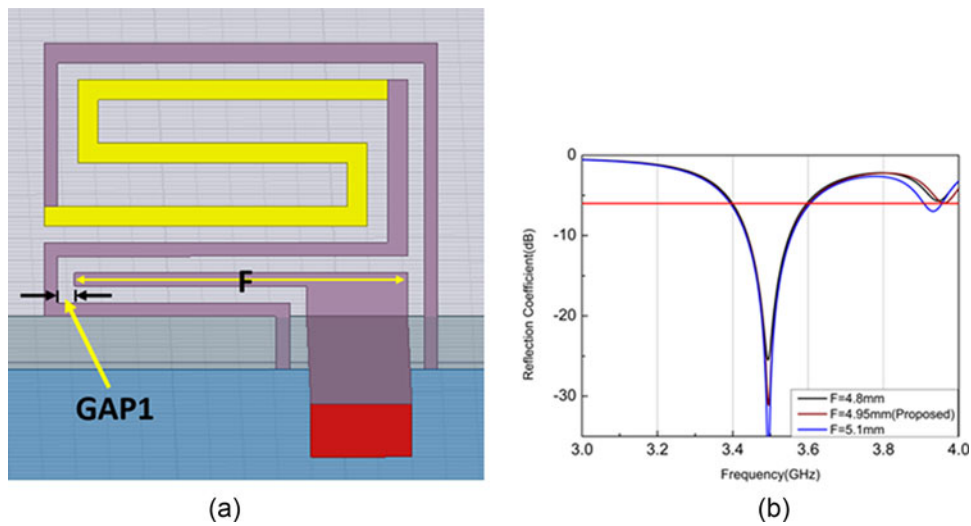 F
GAP1
(a)
Reflection Coefficient(dB)
0
-10
-20
-30
F=4.8mm
F=4.95mm(Proposed)
F=5.1mm
3.0
3.2
3.4
3.6
3.8
4.0
Frequency(GHz)
(b)